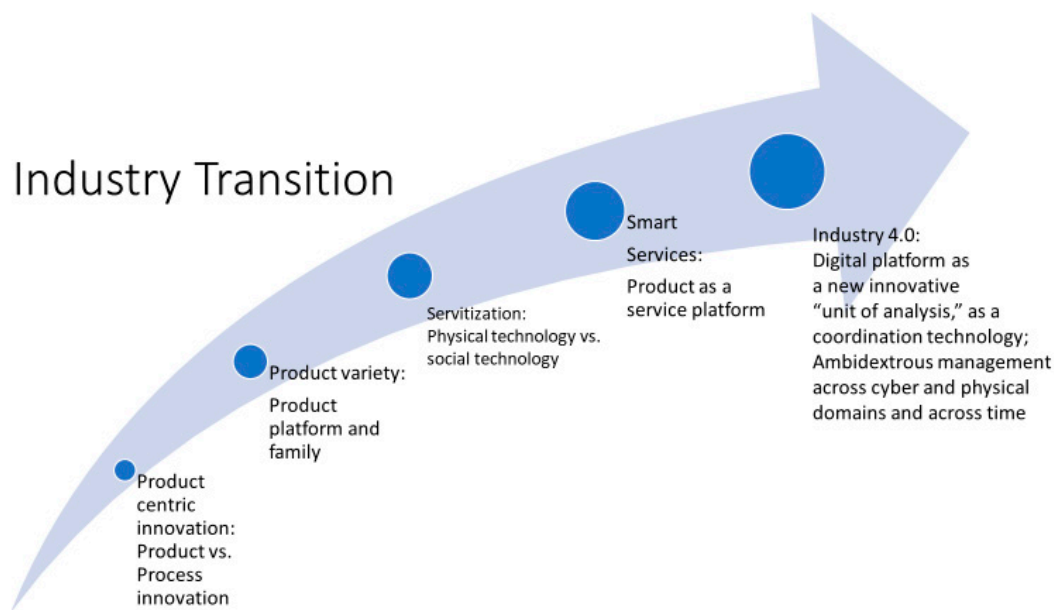 Industry Transition
Product
centric
innovation:
Product vs.
Process
innovation
Product variety:
Product
platform and
family
Servitization:
Physical technology vs.
social technology
Smart
Services:
Product as a
service platform
Industry 4.0:
Digital platform as
a new innovative
“unit of analysis,” as a
coordination technology;
Ambidextrous management
across cyber and physical
domains and across time